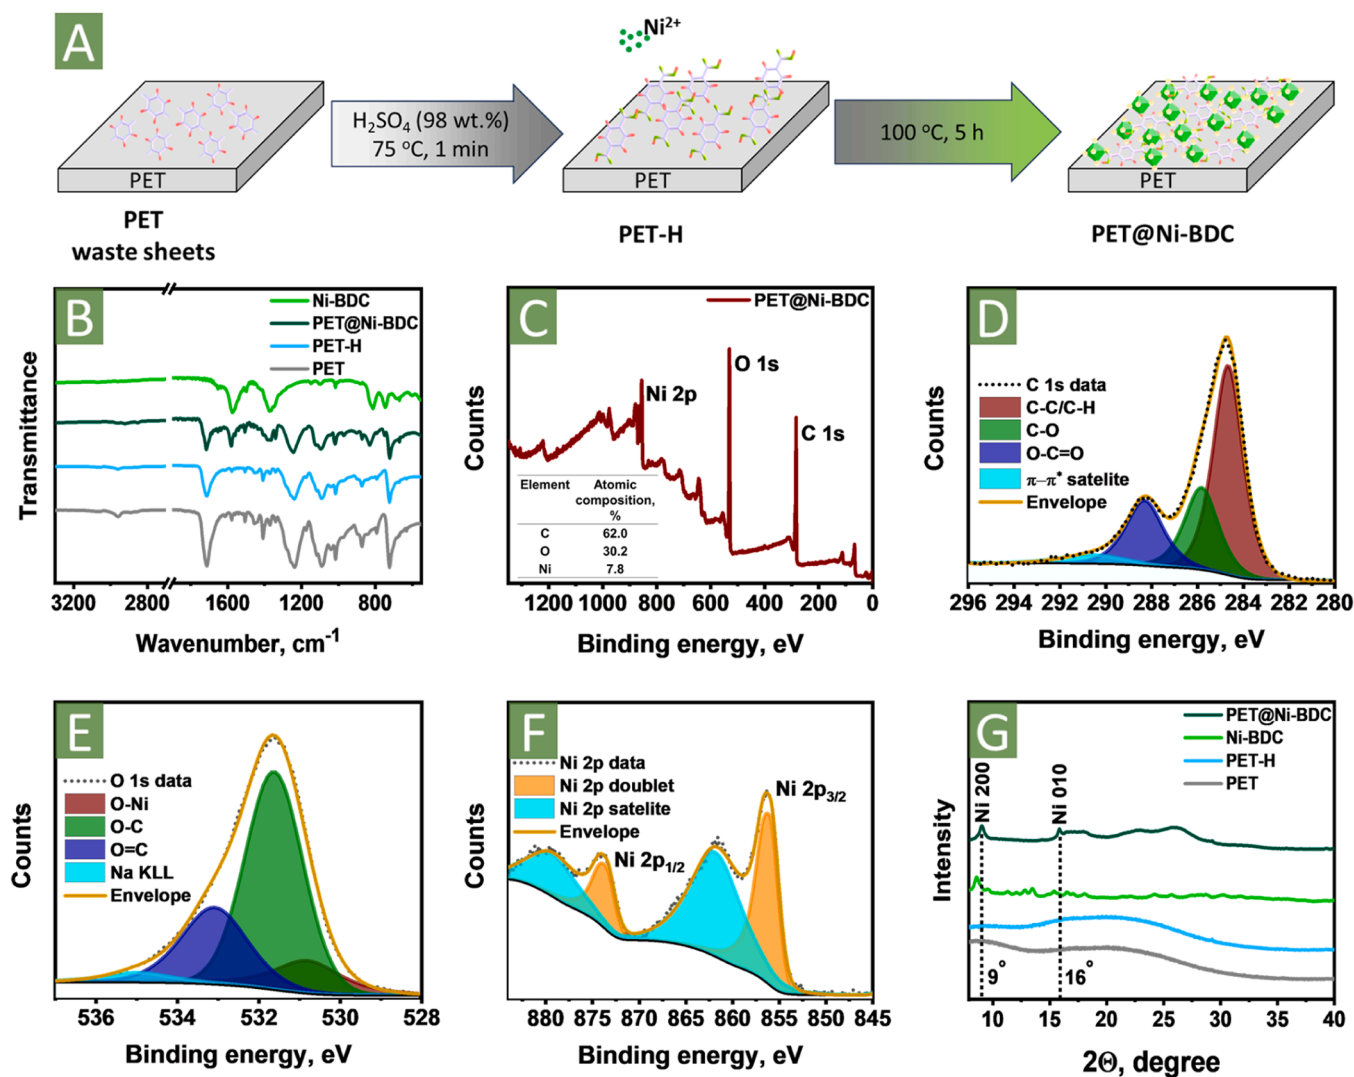 A
Ni²⁺
H₂SO₄ (98 wt.%)
75 °C, 1 min
100 °C, 5 h
PET
PET
PET
PET
waste sheets
PET-H
PET@Ni-BDC
B
Ni-BDC
PET@Ni-BDC
PET-H
PET
Transmittance
3200 2800 1600 1200 800
Wavenumber, cm⁻¹
C
PET@Ni-BDC
O 1s
Ni 2p
C 1s
Counts
Element Atomic composition, %
C 62.0
O 30.2
Ni 7.8
1200 1000 800 600 400 200 0
Binding energy, eV
D
C 1s data
C-C/C-H
C-O
O-C=O
π–π* satelite
Envelope
Counts
296 294 292 290 288 286 284 282 280
Binding energy, eV
E
O 1s data
O-Ni
O-C
O=C
Na KLL
Envelope
Counts
536 534 532 530 528
Binding energy, eV
F
Ni 2p data
Ni 2p doublet
Ni 2p satelite
Envelope
Ni 2p₃/₂
Ni 2p₁/₂
Counts
880 875 870 865 860 855 850 845
Binding energy, eV
G
PET@Ni-BDC
Ni-BDC
PET-H
PET
Ni 200
Ni 010
Intensity
9°
16°
10 15 20 25 30 35 40
2Θ, degree